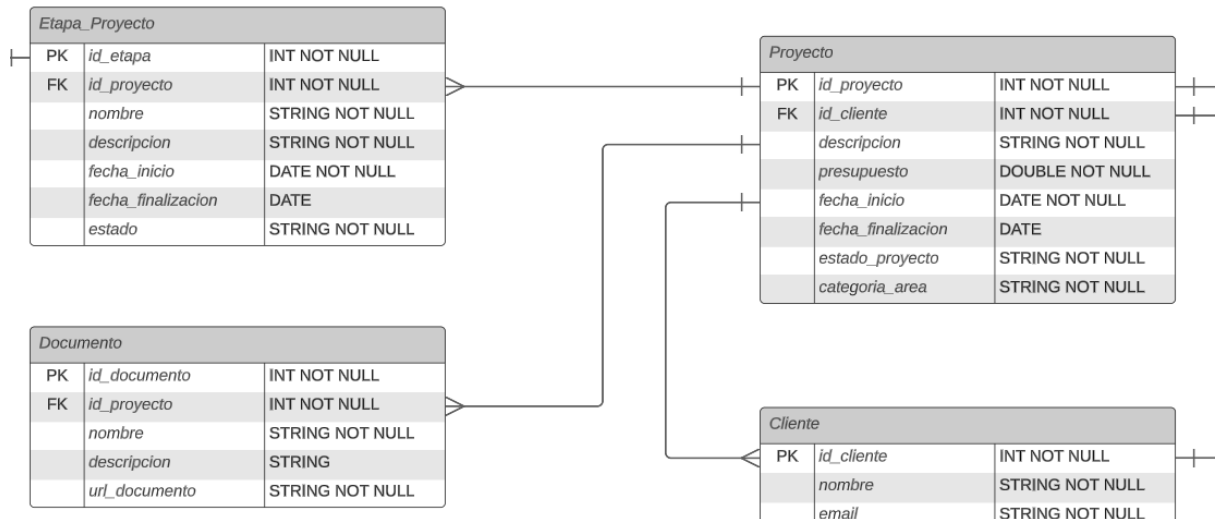 Etapa_Proyecto
PK id_etapa INT NOT NULL
FK id_proyecto INT NOT NULL
nombre STRING NOT NULL
descripcion STRING NOT NULL
fecha_inicio DATE NOT NULL
fecha_finalizacion DATE
estado STRING NOT NULL
Proyecto
PK id_proyecto INT NOT NULL
FK id_cliente INT NOT NULL
descripcion STRING NOT NULL
presupuesto DOUBLE NOT NULL
fecha_inicio DATE NOT NULL
fecha_finalizacion DATE
estado_proyecto STRING NOT NULL
categoria_area STRING NOT NULL
Documento
PK id_documento INT NOT NULL
FK id_proyecto INT NOT NULL
nombre STRING NOT NULL
descripcion STRING
url_documento STRING NOT NULL
Cliente
PK id_cliente INT NOT NULL
nombre STRING NOT NULL
email STRING NOT NULL